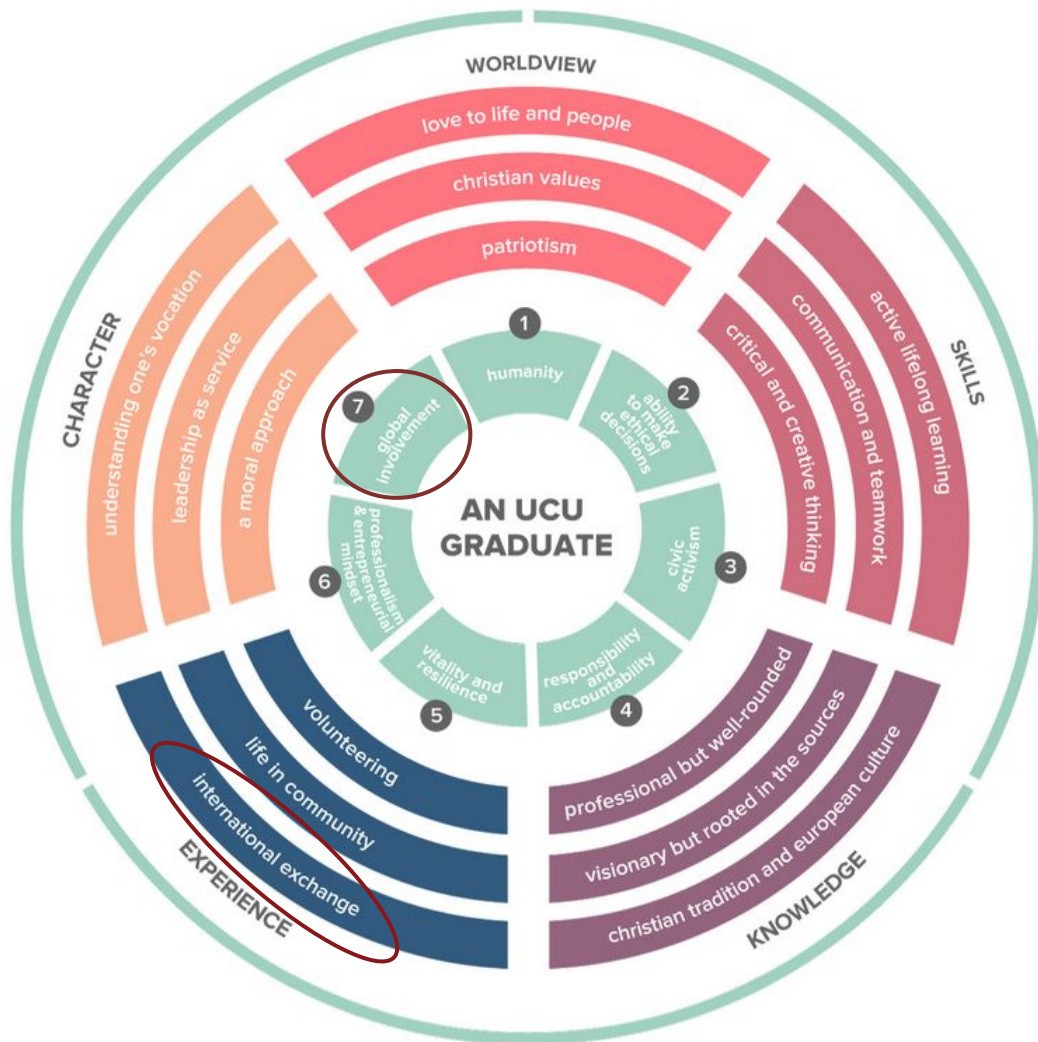 WORLDVIEW
love to life and people
christian values
patriotism
SKILLS
active lifelong learning
communication and teamwork
critical and creative thinking
KNOWLEDGE
professional but well-rounded
visionary but rooted in the sources
christian tradition and european culture
EXPERIENCE
volunteering
life in community
international exchange
CHARACTER
understanding one's vocation
leadership as service
a moral approach
1
humanity
2
ability
to make
ethical
decisions
3
civic
activism
4
responsibility
and
accountability
5
vitality and
resilience
6
professionalism
& entrepreneurial
mindset
7
global
involvement
AN UCU
GRADUATE